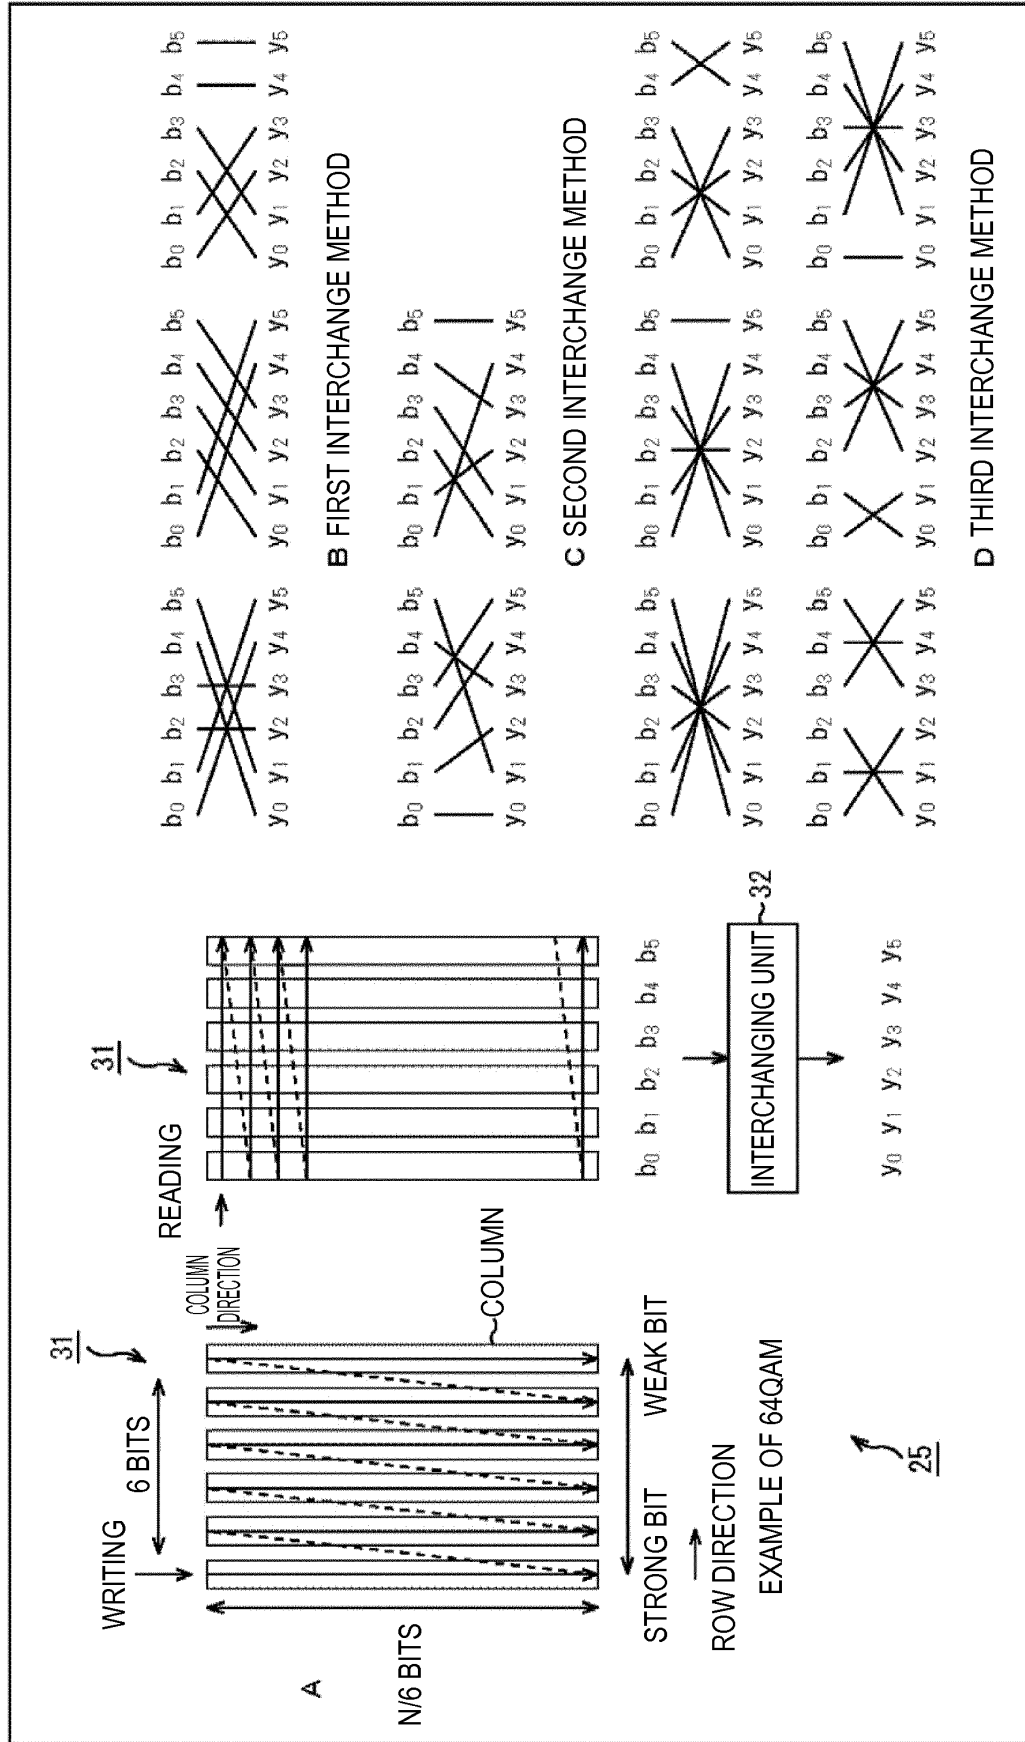 A
WRITING
6 BITS
31
N/6 BITS
COLUMN
DIRECTION
COLUMN
STRONG BIT
WEAK BIT
ROW DIRECTION
EXAMPLE OF 64QAM
25
READING
31
b0 b1 b2 b3 b4 b5
INTERCHANGING UNIT
32
y0 y1 y2 y3 y4 y5
b0 b1 b2 b3 b4 b5 b0 b1 b2 b3 b4 b5 b0 b1 b2 b3 b4 b5
y0 y1 y2 y3 y4 y5 y0 y1 y2 y3 y4 y5 y0 y1 y2 y3 y4 y5
B FIRST INTERCHANGE METHOD
b0 b1 b2 b3 b4 b5 b0 b1 b2 b3 b4 b5
y0 y1 y2 y3 y4 y5 y0 y1 y2 y3 y4 y5
C SECOND INTERCHANGE METHOD
b0 b1 b2 b3 b4 b5 b0 b1 b2 b3 b4 b5 b0 b1 b2 b3 b4 b5
y0 y1 y2 y3 y4 y5 y0 y1 y2 y3 y4 y5 y0 y1 y2 y3 y4 y5
b0 b1 b2 b3 b4 b5 b0 b1 b2 b3 b4 b5 b0 b1 b2 b3 b4 b5
y0 y1 y2 y3 y4 y5 y0 y1 y2 y3 y4 y5 y0 y1 y2 y3 y4 y5
D THIRD INTERCHANGE METHOD